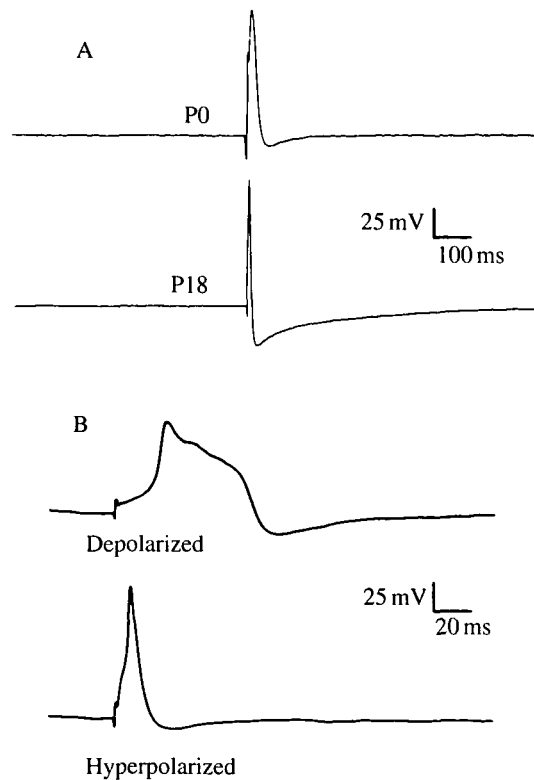 A
P0
25 mV
100 ms
P18
B
Depolarized
25 mV
20 ms
Hyperpolarized